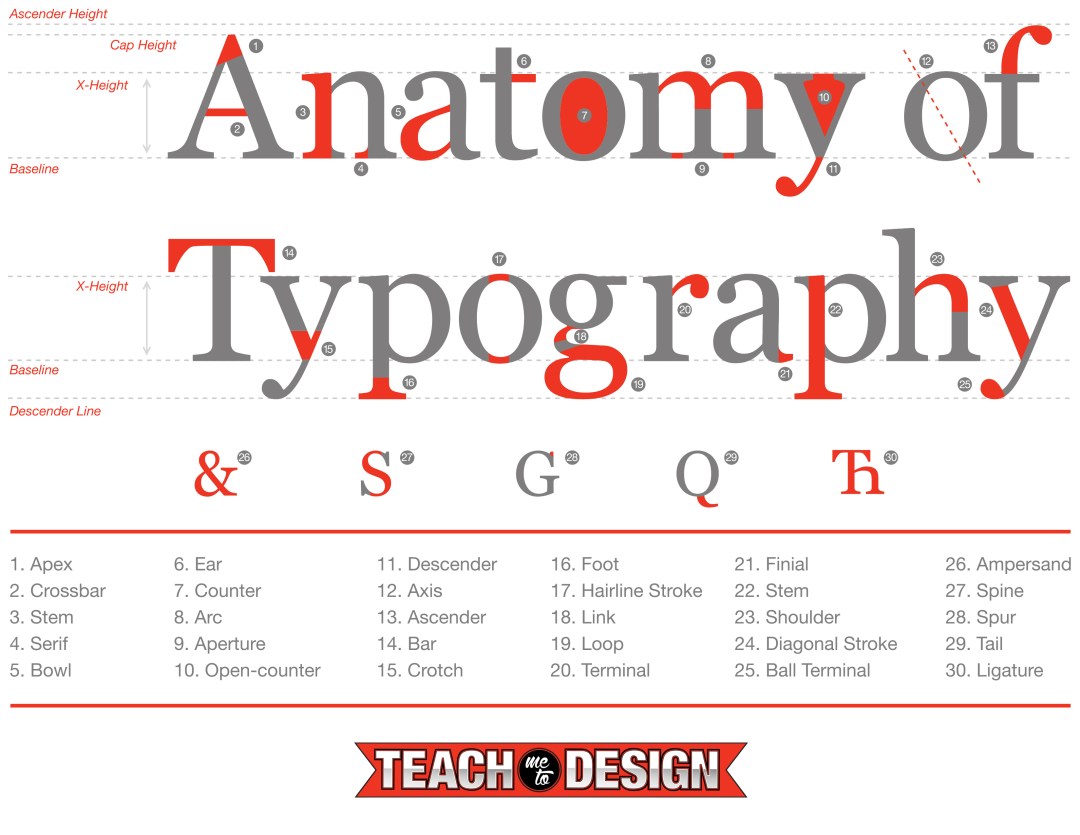 Ascender Height
Cap Height
X-Height
Baseline
Anatomy of
1
2
3
4
5
6
7
8
9
10
11
12
13
X-Height
Baseline
Descender Line
Typography
14
15
16
17
18
19
20
21
22
23
24
25
& 26
S 27
G 28
Q 29
Th 30
1. Apex
2. Crossbar
3. Stem
4. Serif
5. Bowl
6. Ear
7. Counter
8. Arc
9. Aperture
10. Open-counter
11. Descender
12. Axis
13. Ascender
14. Bar
15. Crotch
16. Foot
17. Hairline Stroke
18. Link
19. Loop
20. Terminal
21. Finial
22. Stem
23. Shoulder
24. Diagonal Stroke
25. Ball Terminal
26. Ampersand
27. Spine
28. Spur
29. Tail
30. Ligature
TEACH me to DESIGN